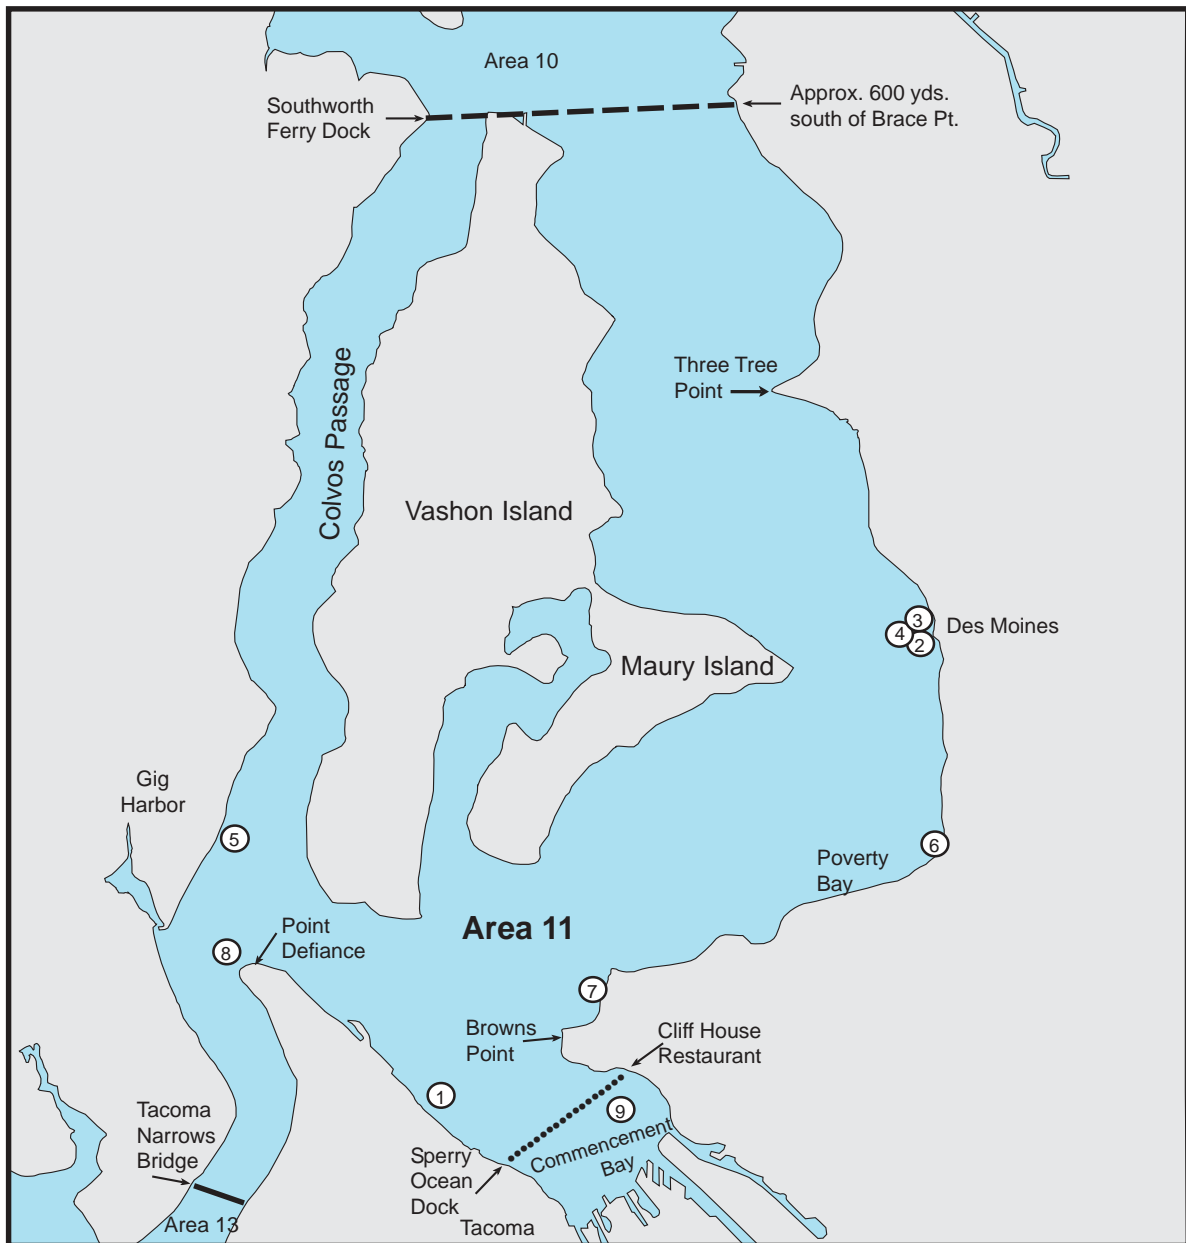 Area 10
Southworth
Ferry Dock
Approx. 600 yds.
south of Brace Pt.
Three Tree
Point
Colvos Passage
Vashon Island
3
4
2
Des Moines
Maury Island
Gig
Harbor
5
6
Poverty
Bay
Area 11
Point
Defiance
8
7
Browns
Point
Cliff House
Restaurant
1
9
Tacoma
Narrows
Bridge
Commencement
Bay
Sperry
Ocean
Dock
Tacoma
Area 13